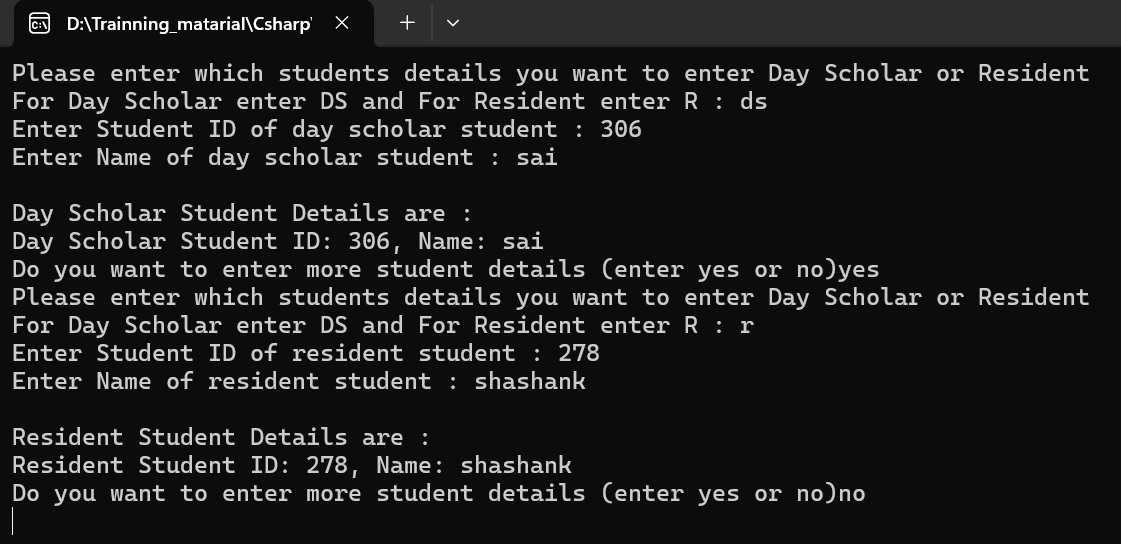 D:\Trainning_matarial\Csharp\
Please enter which students details you want to enter Day Scholar or Resident
For Day Scholar enter DS and For Resident enter R : ds
Enter Student ID of day scholar student : 306
Enter Name of day scholar student : sai
Day Scholar Student Details are :
Day Scholar Student ID: 306, Name: sai
Do you want to enter more student details (enter yes or no)yes
Please enter which students details you want to enter Day Scholar or Resident
For Day Scholar enter DS and For Resident enter R : r
Enter Student ID of resident student : 278
Enter Name of resident student : shashank
Resident Student Details are :
Resident Student ID: 278, Name: shashank
Do you want to enter more student details (enter yes or no)no